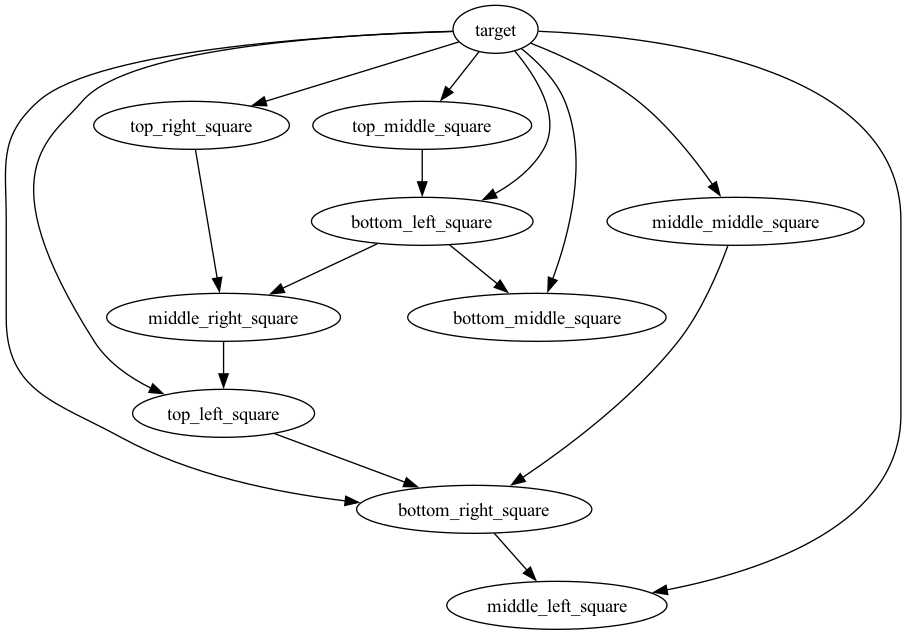 target
top_right_square
top_middle_square
bottom_left_square
middle_middle_square
middle_right_square
bottom_middle_square
top_left_square
bottom_right_square
middle_left_square